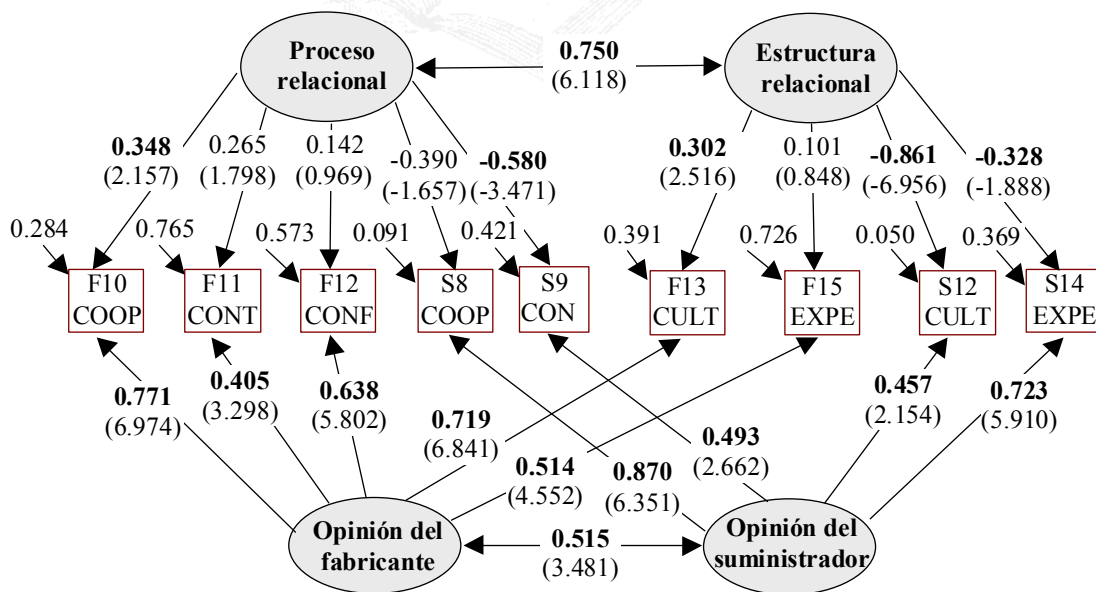 Proceso
relacional
0.750
(6.118)
Estructura
relacional
0.348
(2.157)
0.265
(1.798)
0.142
(0.969)
-0.390
(-1.657)
-0.580
(-3.471)
0.302
(2.516)
0.101
(0.848)
-0.861
(-6.956)
-0.328
(-1.888)
0.284
0.765
0.573
0.091
0.421
0.391
0.726
0.050
0.369
F10
COOP
F11
CONT
F12
CONF
S8
COOP
S9
CON
F13
CULT
F15
EXPE
S12
CULT
S14
EXPE
0.771
(6.974)
0.405
(3.298)
0.638
(5.802)
0.719
(6.841)
0.514
(4.552)
0.870
(6.351)
0.493
(2.662)
0.457
(2.154)
0.723
(5.910)
Opinión del
fabricante
0.515
(3.481)
Opinión del
suministrador